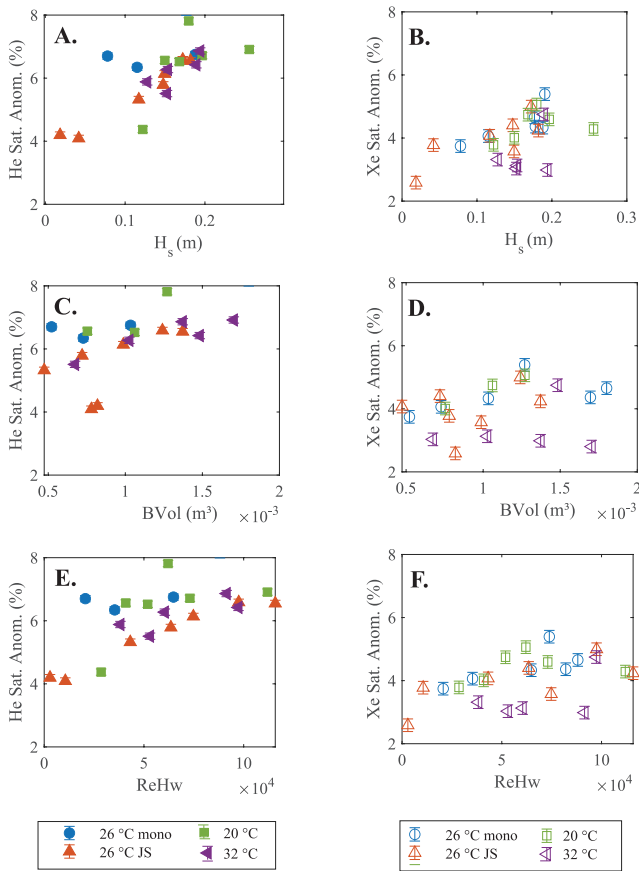 A.
He Sat. Anom. (%)
8
6
4
2
0
0.1
0.2
H_s (m)
B.
Xe Sat. Anom. (%)
8
6
4
2
0
0.1
0.2
0.3
H_s (m)
C.
He Sat. Anom. (%)
8
6
4
2
0.5
1
1.5
2
BVol (m³)
×10⁻³
D.
Xe Sat. Anom. (%)
8
6
4
2
0.5
1
1.5
2
BVol (m³)
×10⁻³
E.
He Sat. Anom. (%)
8
6
4
2
0
5
10
ReHw
×10⁴
F.
Xe Sat. Anom. (%)
8
6
4
2
0
5
10
ReHw
×10⁴
26 °C mono
20 °C
26 °C JS
32 °C
26 °C mono
20 °C
26 °C JS
32 °C